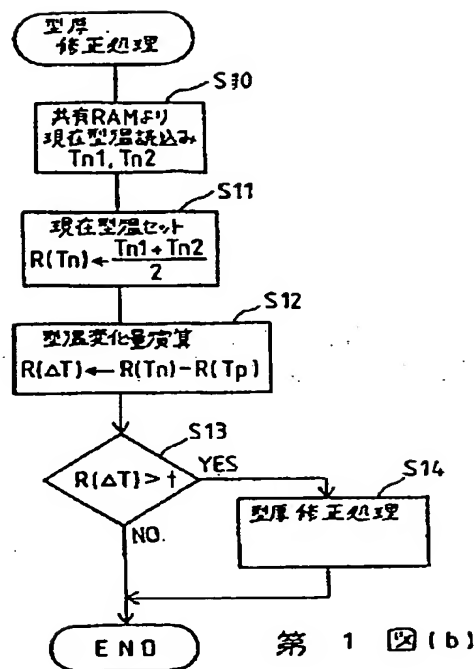 型厚
修正処理
S10
共有RAMより
現在型温読込み
Tn1, Tn2
S11
現在型温セット
R(Tn)←Tn1+Tn2
2
S12
型温変化量演算
R(ΔT)←R(Tn)-R(Tp)
S13
R(ΔT)>t
YES
S14
型厚修正処理
NO.
END
第 1 図(b)